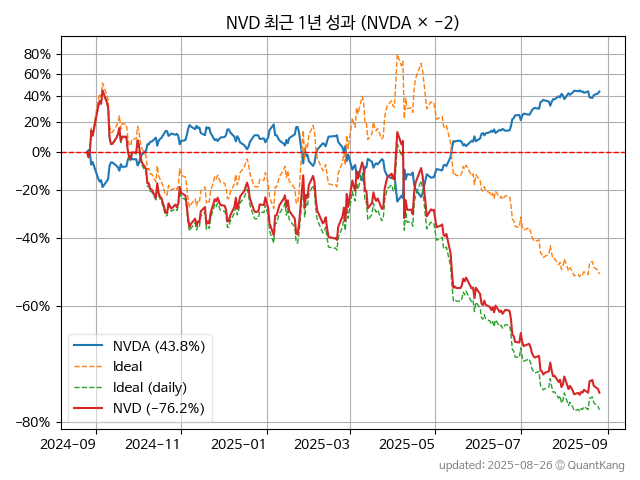 NVD 최근 1년 성과 (NVDA × −2)
80%
60%
40%
20%
0%
−20%
−40%
−60%
−80%
NVDA (43.8%)
Ideal
Ideal (daily)
NVD (−76.2%)
2024-09 2024-11 2025-01 2025-03 2025-05 2025-07 2025-09
updated: 2025-08-26 © QuantKang